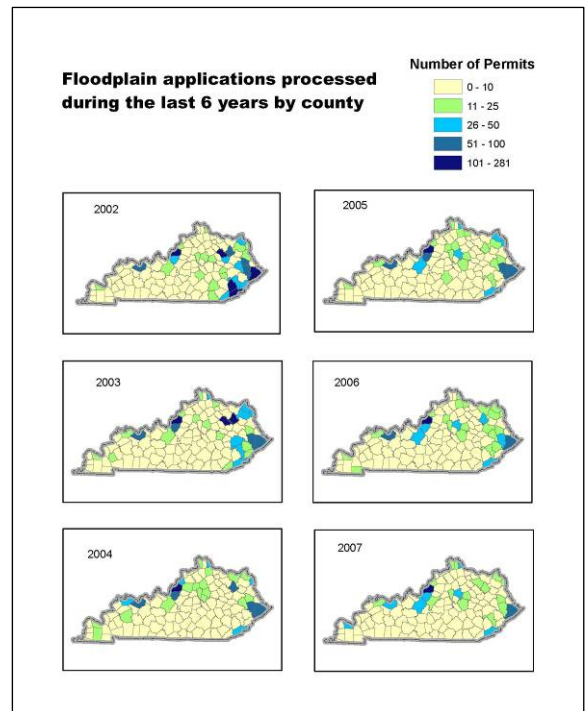 Floodplain applications processed
during the last 6 years by county
Number of Permits
0 - 10
11 - 25
26 - 50
51 - 100
101 - 281
2002
2005
2003
2006
2004
2007